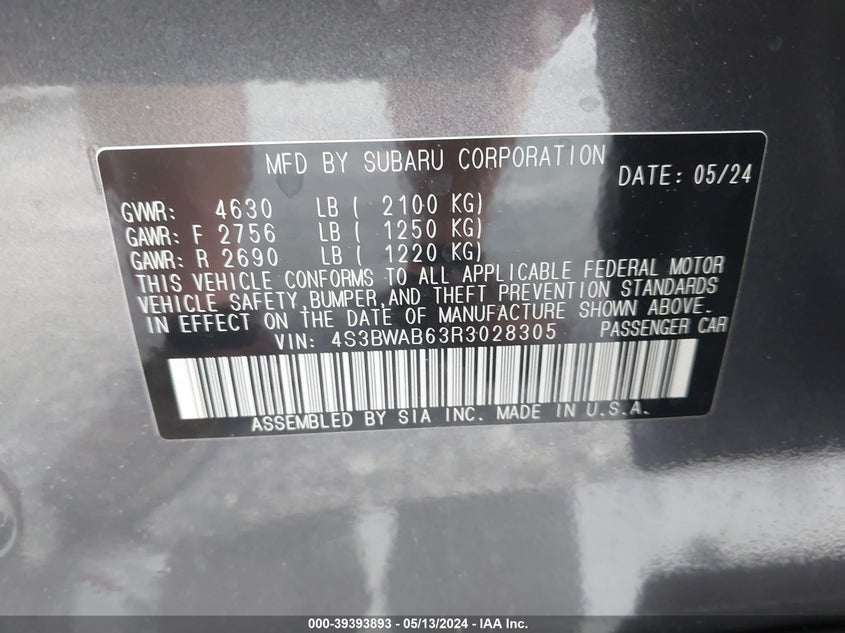 MFD BY SUBARU CORPORATION DATE: 05/24
GVWR: 4630 LB ( 2100 KG)
GAWR: F 2756 LB ( 1250 KG)
GAWR: R 2690 LB ( 1220 KG)
THIS VEHICLE CONFORMS TO ALL APPLICABLE FEDERAL MOTOR
VEHICLE SAFETY, BUMPER, AND THEFT PREVENTION STANDARDS
IN EFFECT ON THE DATE OF MANUFACTURE SHOWN ABOVE.
VIN: 4S3BWAB63R3028305 PASSENGER CAR
ASSEMBLED BY SIA INC. MADE IN U.S.A.
000-39393893 - 05/13/2024 - IAA Inc.